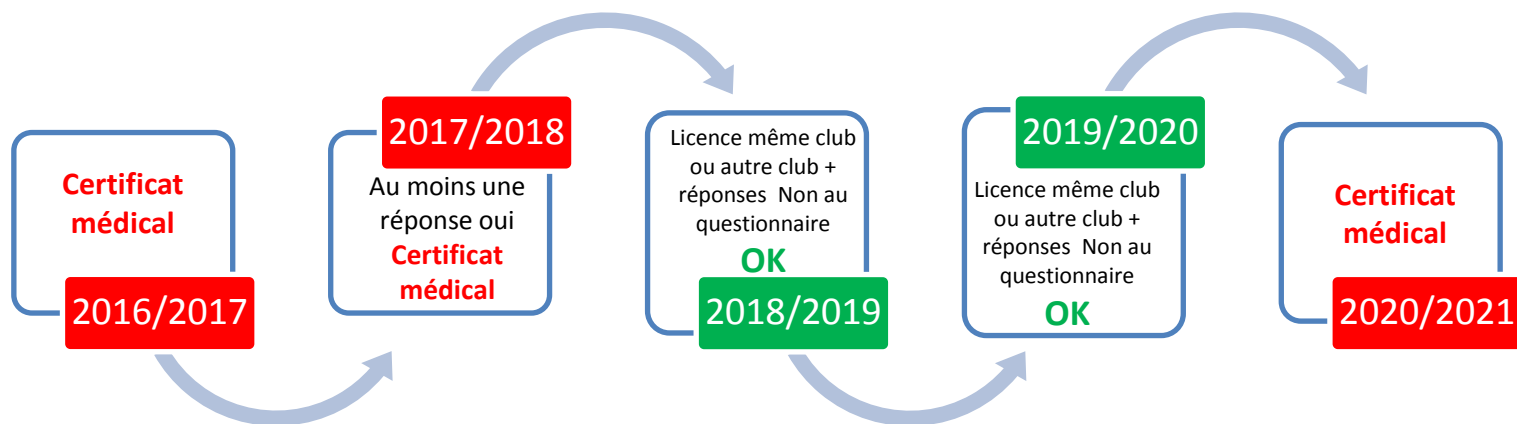 Certificat
médical
2016/2017
2017/2018
Au moins une
réponse oui
Certificat
médical
Licence même club
ou autre club +
réponses Non au
questionnaire
OK
2018/2019
2019/2020
Licence même club
ou autre club +
réponses Non au
questionnaire
OK
Certificat
médical
2020/2021